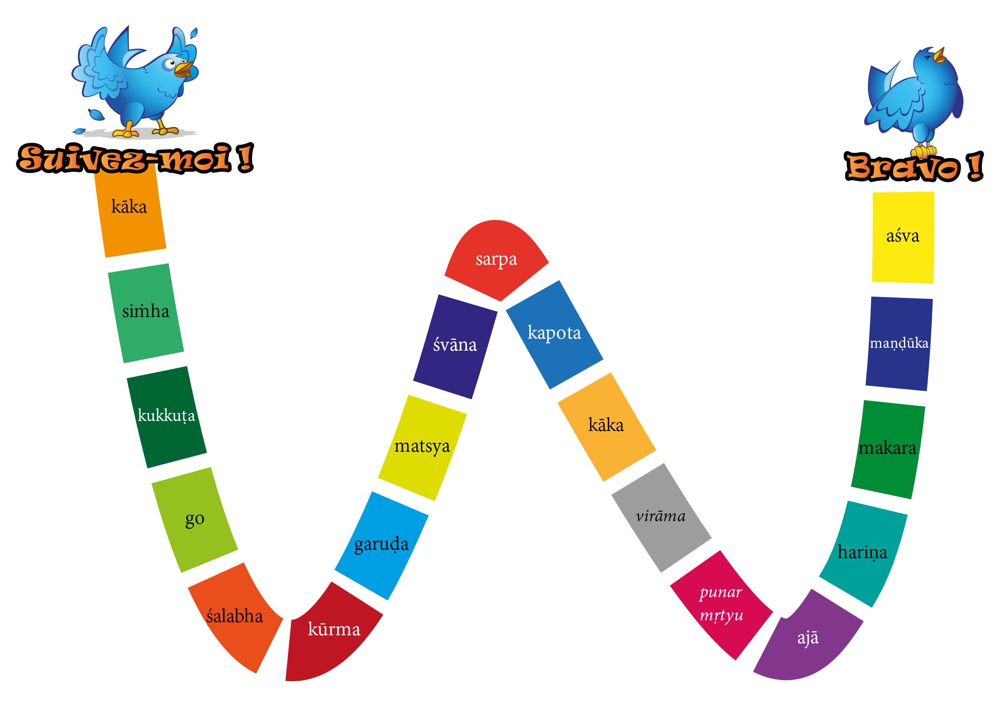 Suivez-moi !
kāka
siṁha
kukkuṭa
go
śalabha
kūrma
garuḍa
matsya
śvāna
sarpa
kapota
kāka
virāma
punar
mṛtyu
ajā
hariṇa
makara
maṇḍūka
aśva
Bravo !